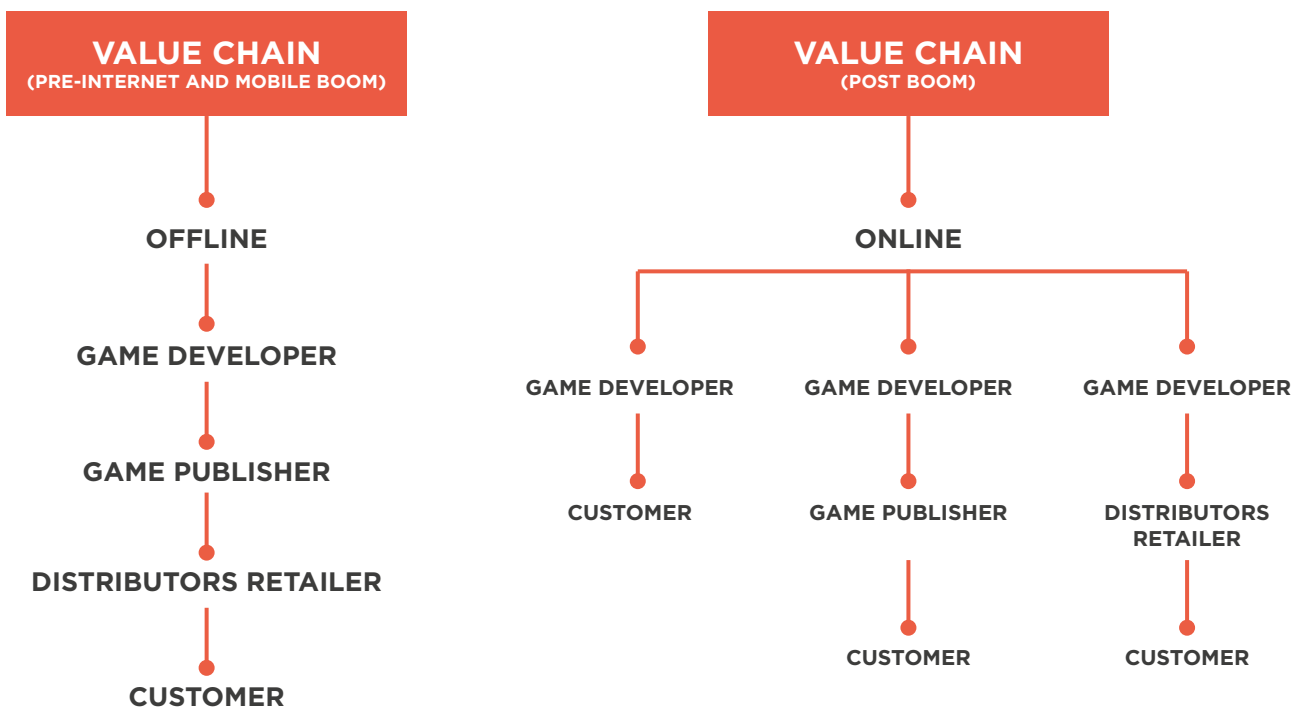 VALUE CHAIN
(PRE-INTERNET AND MOBILE BOOM)
OFFLINE
GAME DEVELOPER
GAME PUBLISHER
DISTRIBUTORS RETAILER
CUSTOMER
VALUE CHAIN
(POST BOOM)
ONLINE
GAME DEVELOPER
CUSTOMER
GAME DEVELOPER
GAME PUBLISHER
CUSTOMER
GAME DEVELOPER
DISTRIBUTORS
RETAILER
CUSTOMER